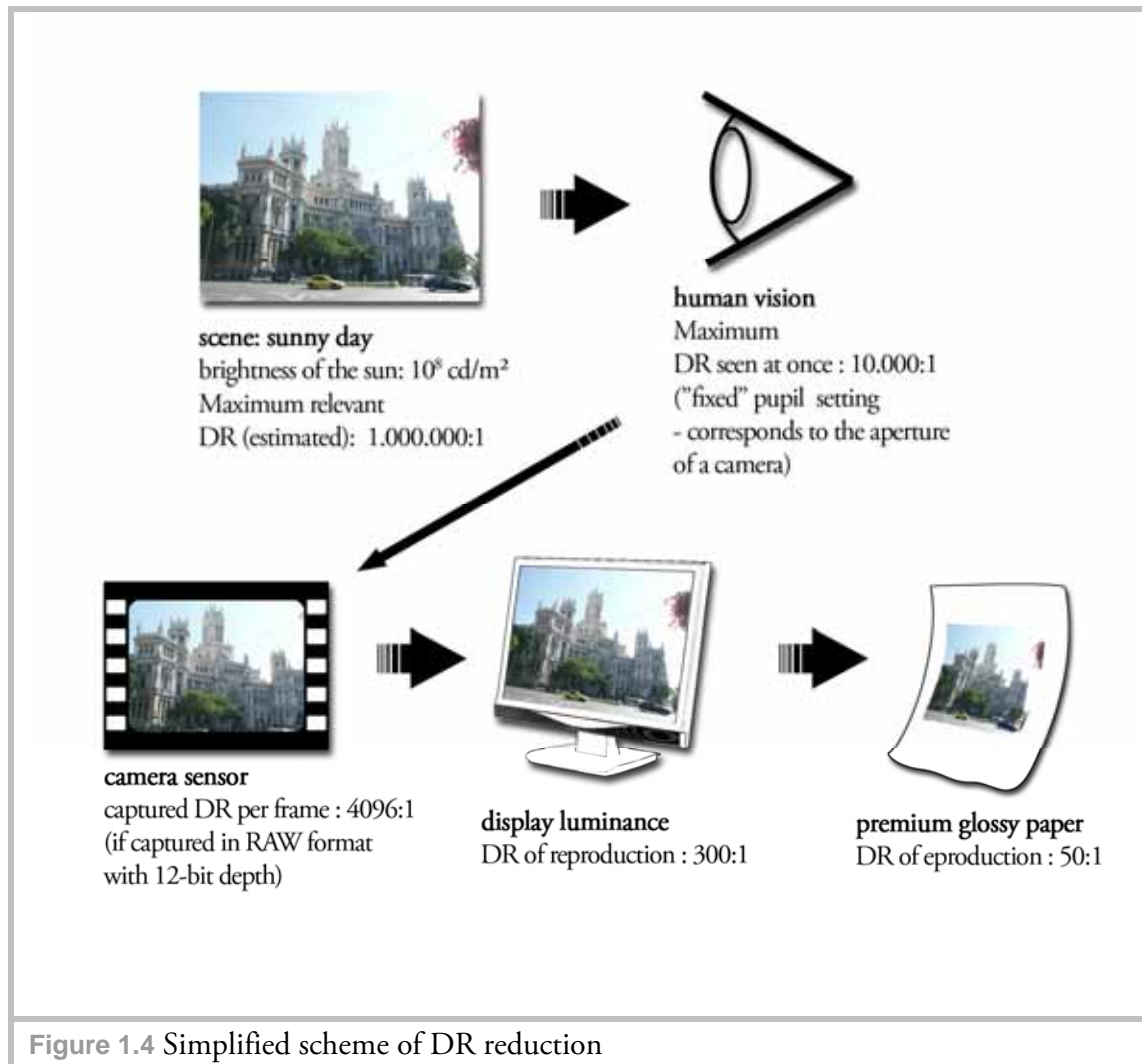 scene: sunny day
brightness of the sun: 10⁸ cd/m²
Maximum relevant
DR (estimated): 1.000.000:1
human vision
Maximum
DR seen at once : 10.000:1
("fixed" pupil setting
- corresponds to the aperture
of a camera)
camera sensor
captured DR per frame : 4096:1
(if captured in RAW format
with 12-bit depth)
display luminance
DR of reproduction : 300:1
premium glossy paper
DR of eproduction : 50:1
Figure 1.4 Simplified scheme of DR reduction